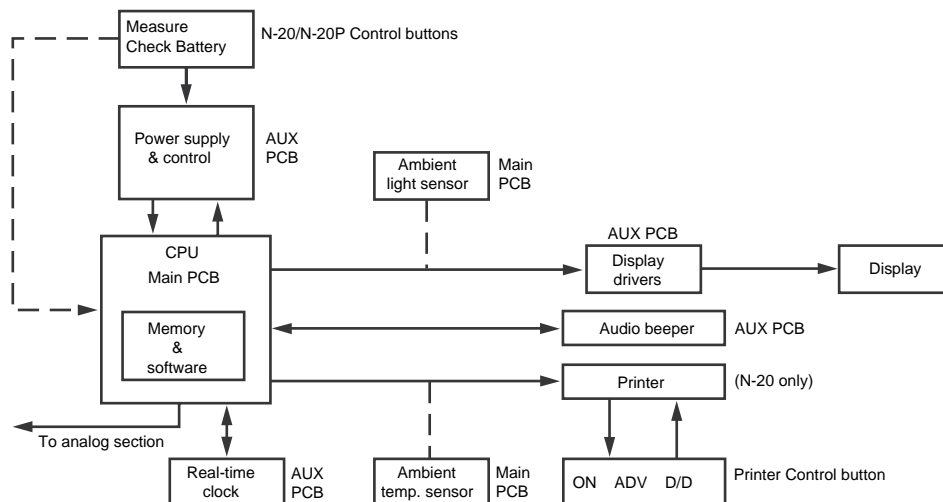 Measure
Check Battery
N-20/N-20P Control buttons
Power supply
& control
AUX
PCB
Ambient
light sensor
Main
PCB
CPU
Main PCB
AUX PCB
Display
drivers
Display
Memory
&
software
Audio beeper
AUX PCB
Printer
(N-20 only)
To analog section
Real-time
clock
AUX
PCB
Ambient
temp. sensor
Main
PCB
ON ADV D/D
Printer Control button